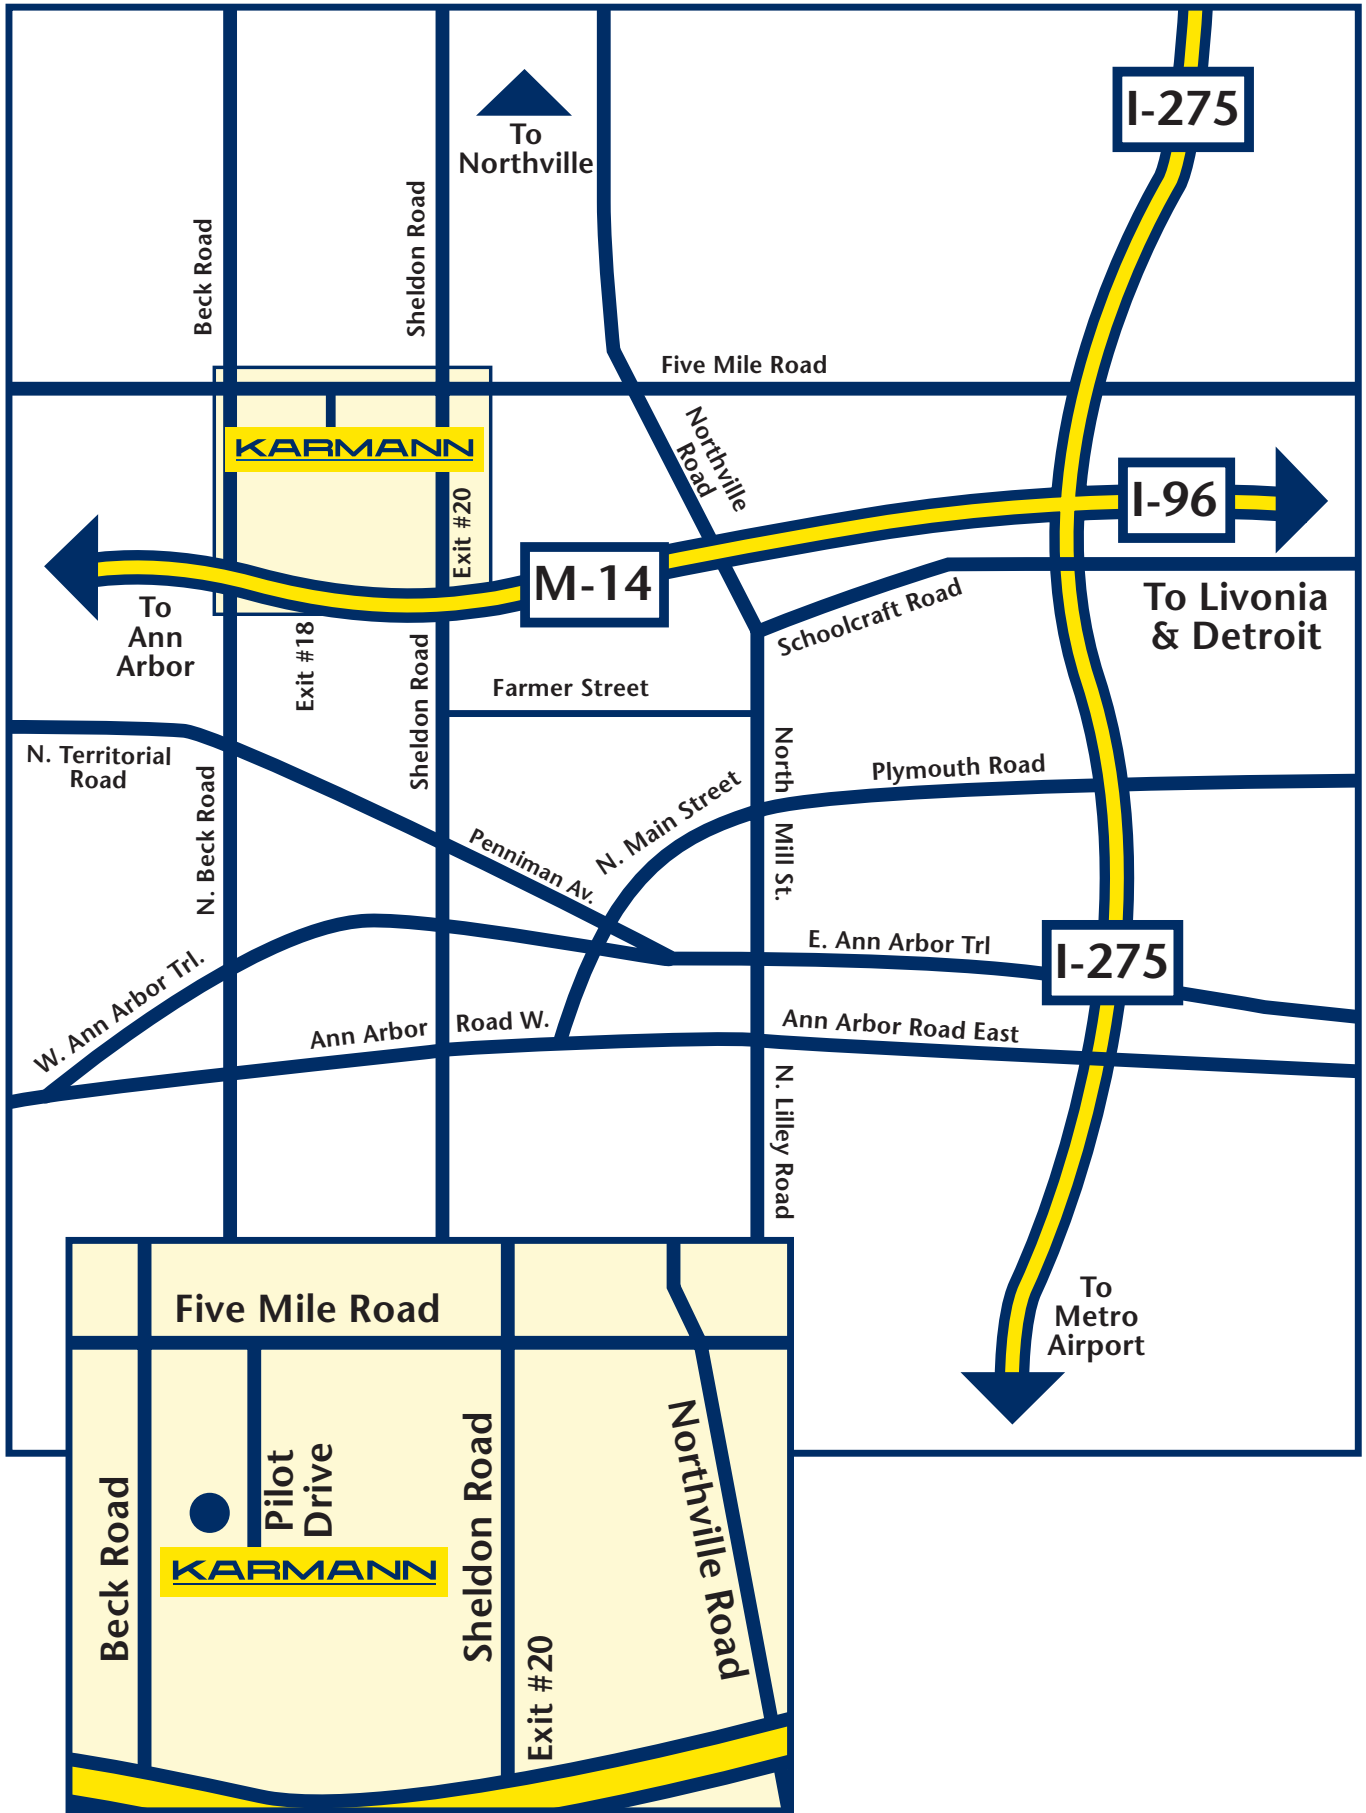 I-275
To
Northville
Beck Road
Sheldon Road
Five Mile Road
KARMANN
Northville
Road
Exit #20
I-96
M-14
To
Ann
Arbor
Exit #18
Sheldon Road
Schoolcraft Road
To Livonia
& Detroit
Farmer Street
N. Territorial
Road
N. Beck Road
Penniman Av.
N. Main Street
North Mill St.
Plymouth Road
W. Ann Arbor Trl.
E. Ann Arbor Trl
I-275
Ann Arbor Road W.
Ann Arbor Road East
N. Lilley Road
To
Metro
Airport
Five Mile Road
Beck Road
Pilot
Drive
KARMANN
Sheldon Road
Exit #20
Northville Road